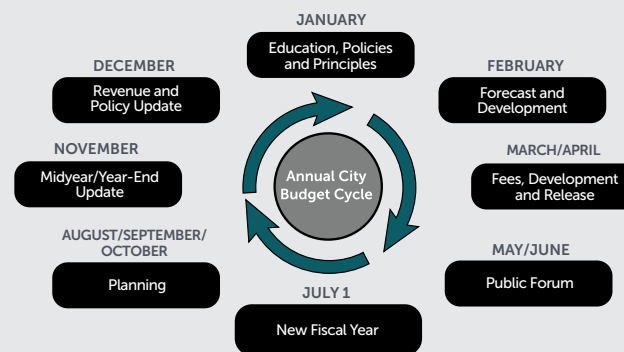 JANUARY
Education, Policies
and Principles
FEBRUARY
Forecast and
Development
MARCH/APRIL
Fees, Development
and Release
MAY/JUNE
Public Forum
JULY 1
New Fiscal Year
AUGUST/SEPTEMBER/
OCTOBER
Planning
NOVEMBER
Midyear/Year-End
Update
DECEMBER
Revenue and
Policy Update
Annual City
Budget Cycle